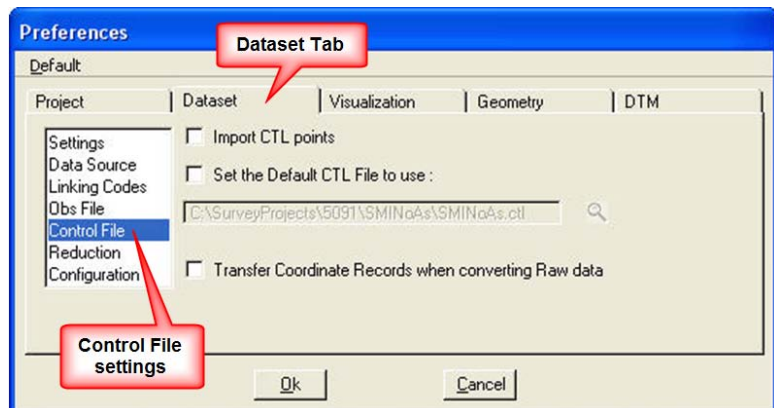 Preferences
Dataset Tab
Default
Project
Dataset
Visualization
Geometry
DTM
Settings
Data Source
Linking Codes
Obs File
Control File
Reduction
Configuration
Import CTL points
Set the Default CTL File to use :
C:\SurveyProjects\5091\SMINoAs\SMINoAs.ctl
Transfer Coordinate Records when converting Raw data
Control File
settings
Ok
Cancel